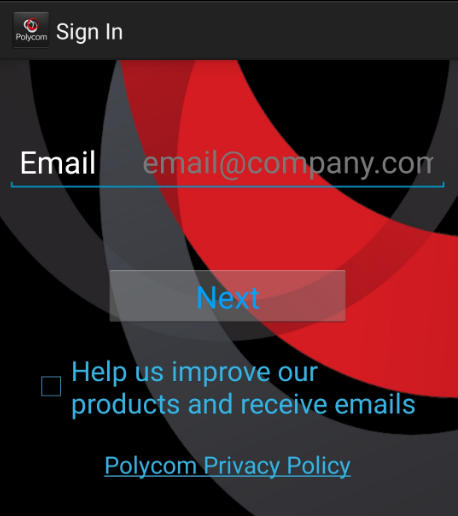 Polycom
Sign In
Email email@company.com
Next
Help us improve our
products and receive emails
Polycom Privacy Policy